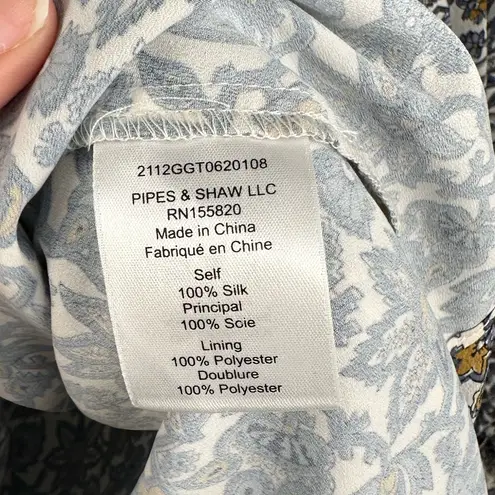 2112GGT0620108
PIPES & SHAW LLC
RN155820
Made in China
Fabriqué en Chine
Self
100% Silk
Principal
100% Soie
Lining
100% Polyester
Doublure
100% Polyester